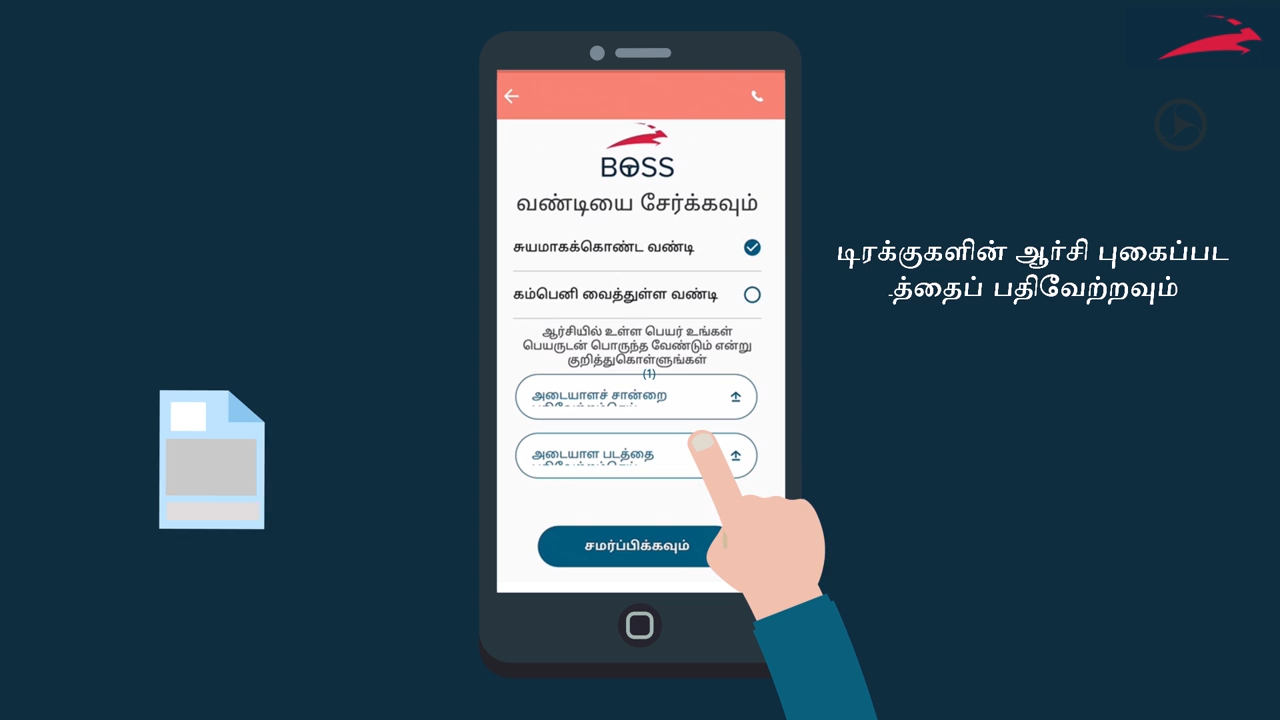 BOSS
வண்டியை சேர்க்கவும்
சுயமாகக்கொண்ட வண்டி
கம்பெனி வைத்துள்ள வண்டி
ஆர்சியில் உள்ள பெயர் உங்கள்
பெயருடன் பொருந்த வேண்டும் என்று
குறித்துகொள்ளுங்கள்
(1)
அடையாளச் சான்றை
அடையாள படத்தை
சமர்ப்பிக்கவும்
டிரக்குகளின் ஆர்சி புகைப்பட
த்தைப் பதிவேற்றவும்